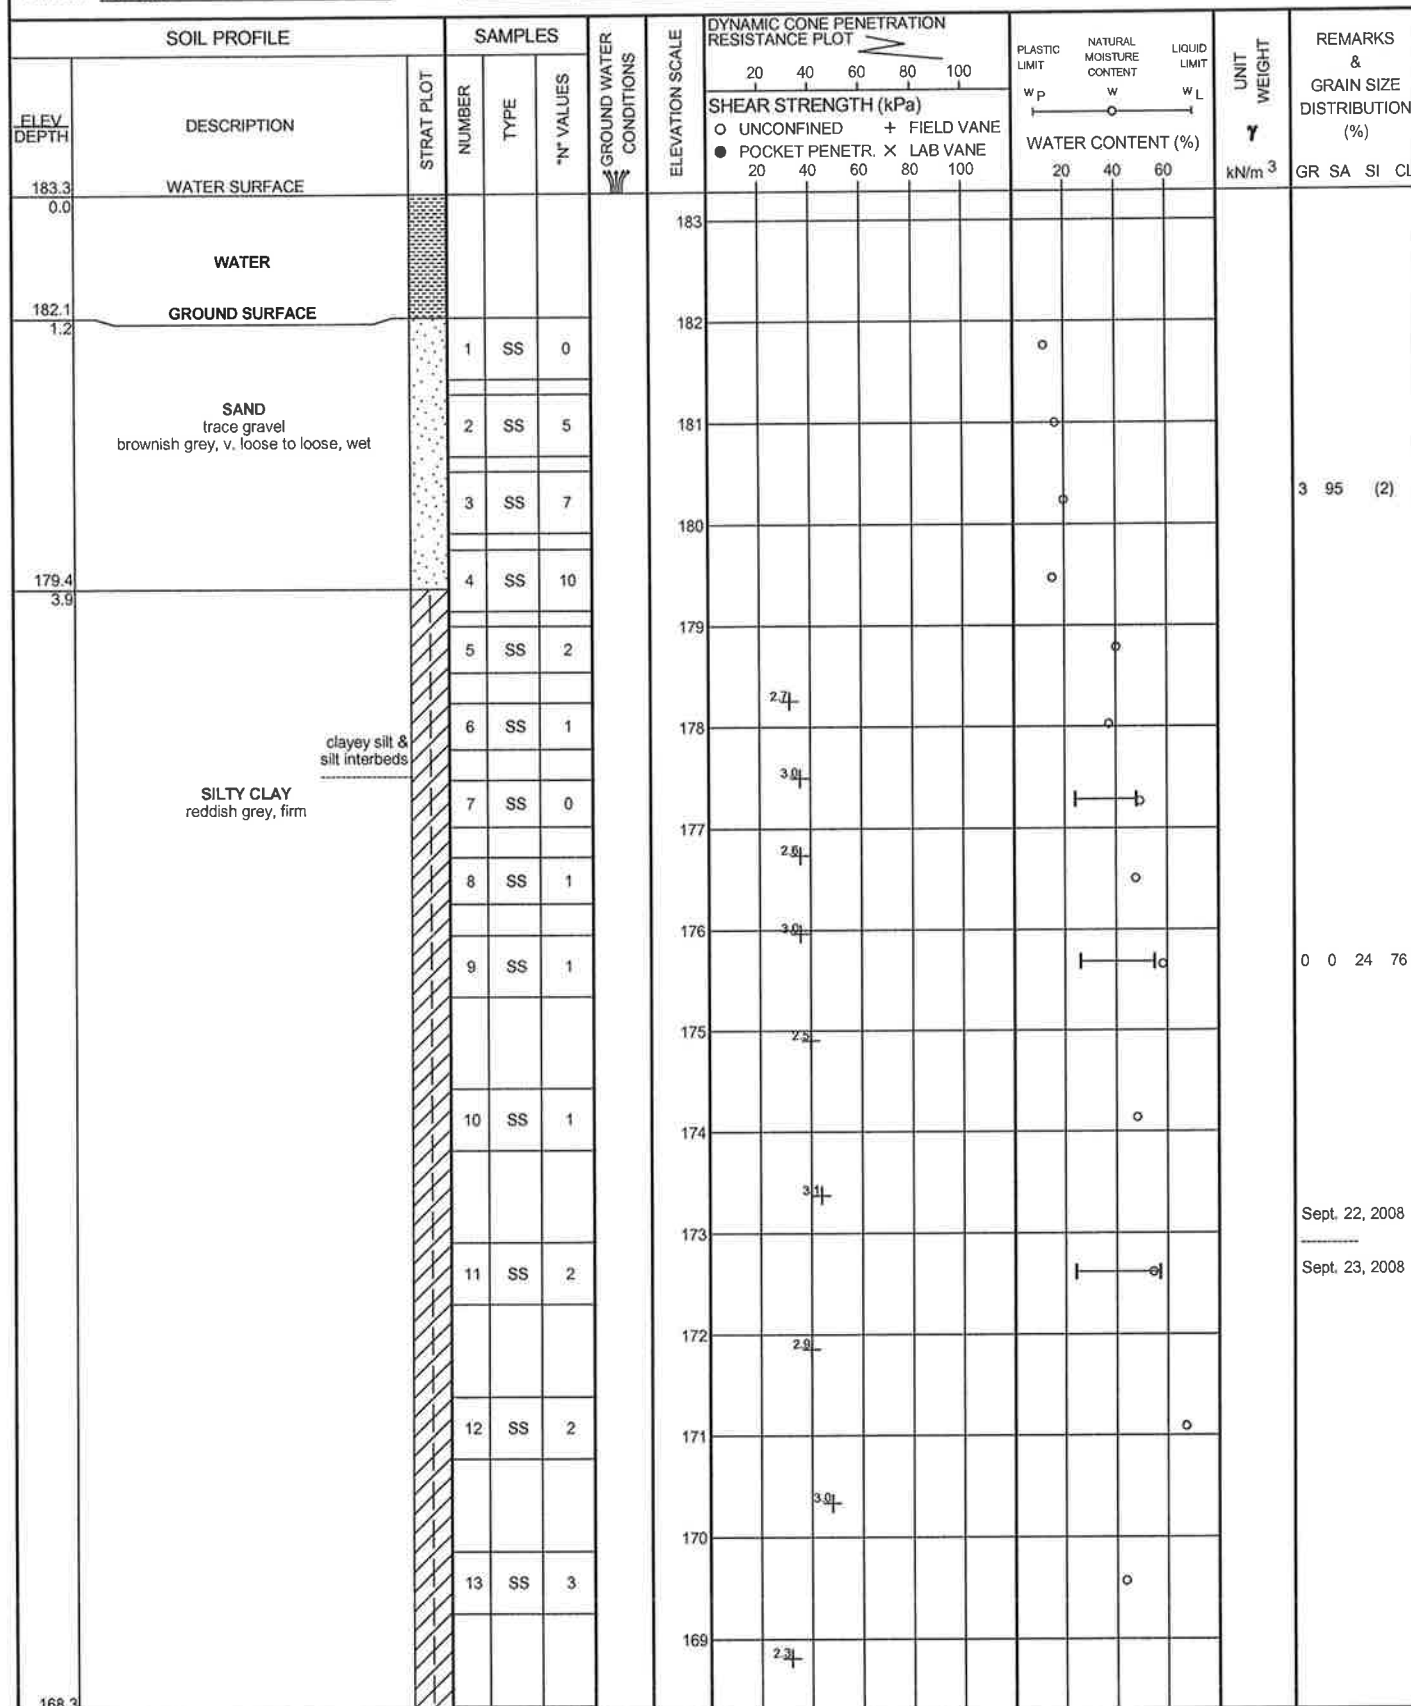 SOIL PROFILE
SAMPLES
GROUND WATER CONDITIONS
ELEVATION SCALE
DYNAMIC CONE PENETRATION
RESISTANCE PLOT
20 40 60 80 100
SHEAR STRENGTH (kPa)
O UNCONFINED + FIELD VANE
● POCKET PENETR. X LAB VANE
20 40 60 80 100
PLASTIC LIMIT
NATURAL MOISTURE CONTENT
LIQUID LIMIT
WP W WL
WATER CONTENT (%)
20 40 60
UNIT WEIGHT
γ
kN/m 3
REMARKS
&
GRAIN SIZE
DISTRIBUTION
(%)
GR SA SI CL
ELEV
DEPTH
DESCRIPTION
STRAT PLOT
NUMBER
TYPE
"N" VALUES
183.3
WATER SURFACE
0.0
183
WATER
182.1
GROUND SURFACE
1.2
182
1 SS 0
SAND
trace gravel
brownish grey, v. loose to loose, wet
2 SS 5
181
3 SS 7
3 95 (2)
180
4 SS 10
179.4
3.9
179
5 SS 2
2.7
6 SS 1
178
clayey silt &
silt interbeds
3.0
SILTY CLAY
reddish grey, firm
7 SS 0
177
2.6
8 SS 1
176
3.0
9 SS 1
0 0 24 76
175
2.5
10 SS 1
174
3.1
Sept. 22, 2008
173
Sept. 23, 2008
11 SS 2
172
2.9
12 SS 2
171
3.0
170
13 SS 3
169
2.3
168.3